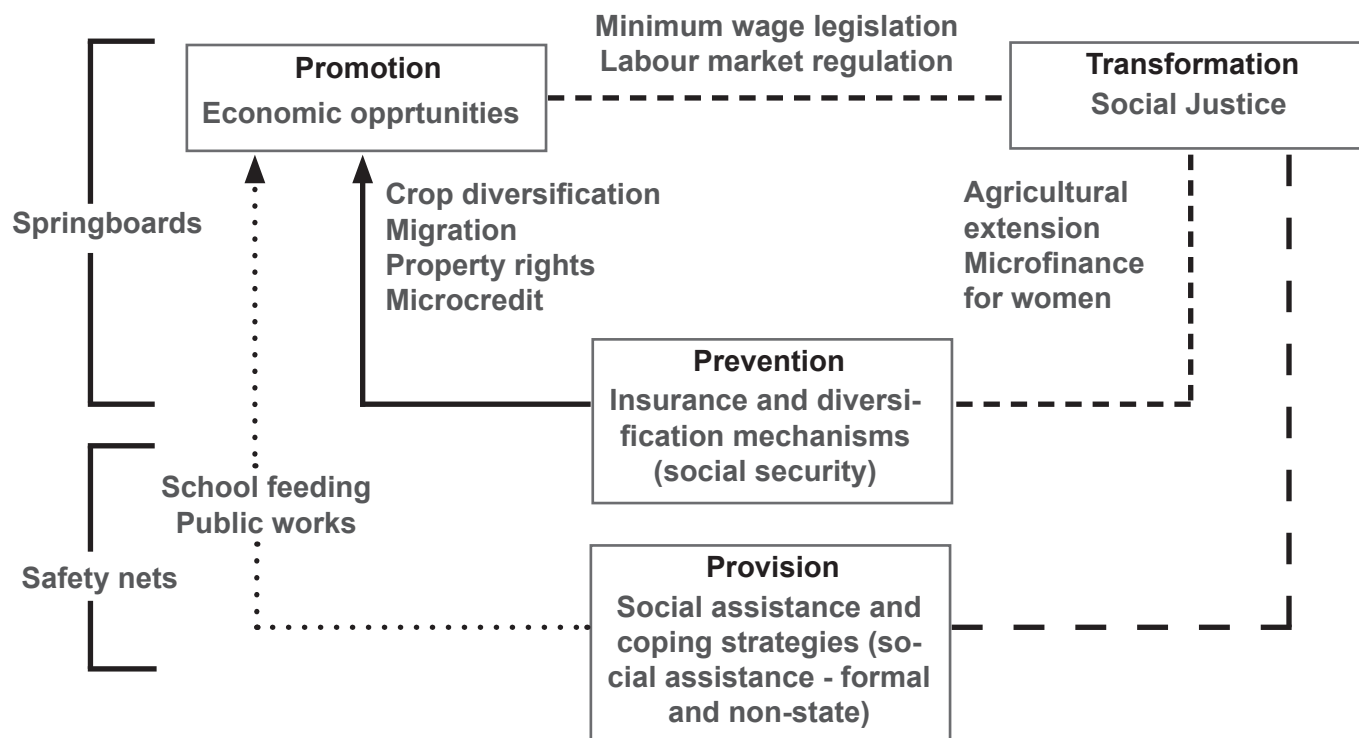 Minimum wage legislation
Labour market regulation
Promotion
Economic opprtunities
Transformation
Social Justice
Springboards
Crop diversification
Migration
Property rights
Microcredit
Agricultural
extension
Microfinance
for women
Prevention
Insurance and diversi-
fication mechanisms
(social security)
School feeding
Public works
Safety nets
Provision
Social assistance and
coping strategies (so-
cial assistance - formal
and non-state)